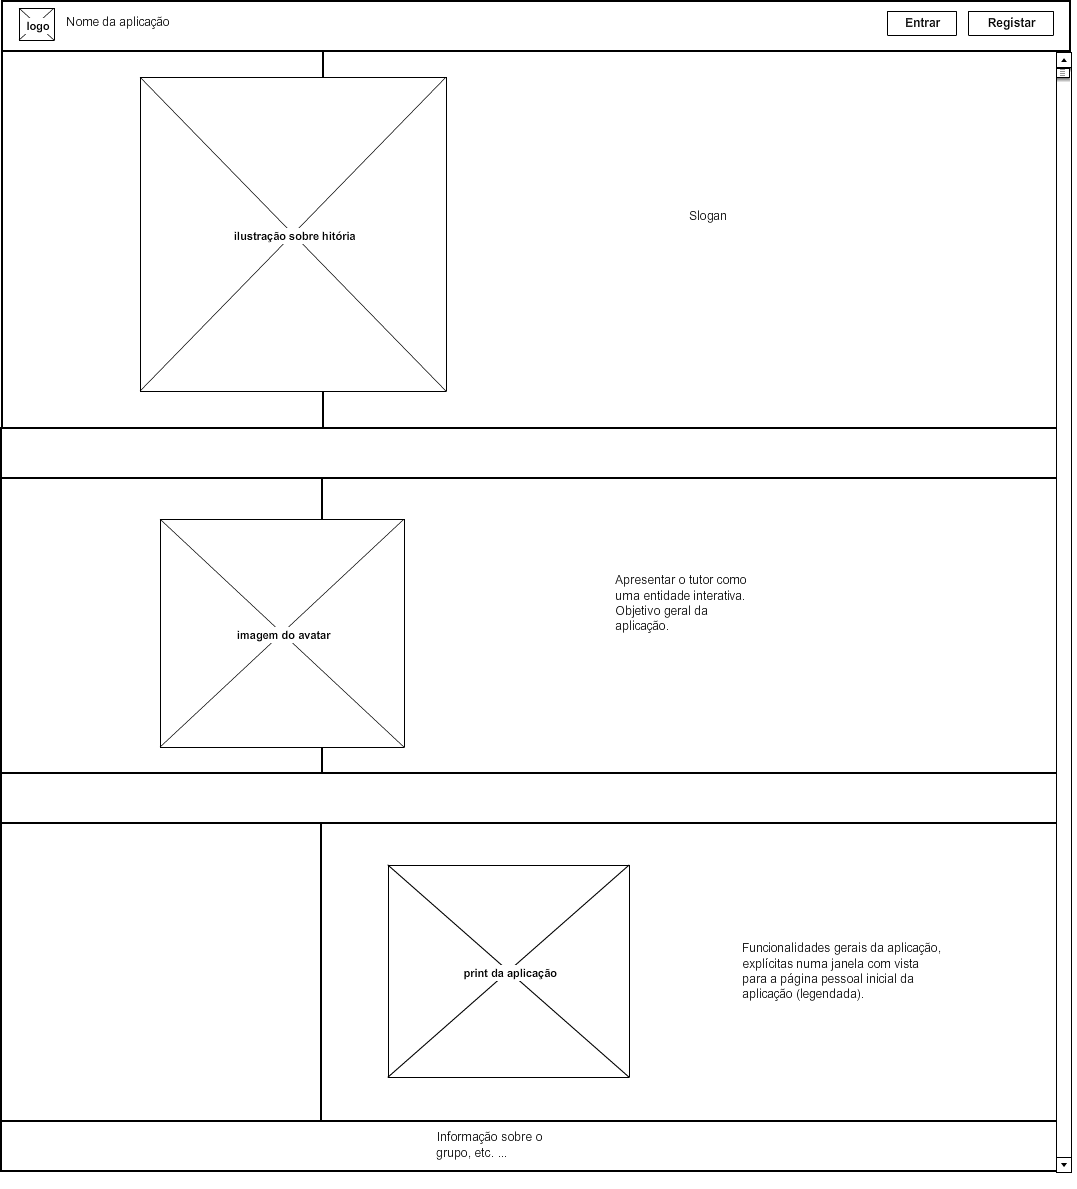 logo
Nome da aplicação
Entrar
Registar
ilustração sobre hitória
Slogan
imagem do avatar
Apresentar o tutor como
uma entidade interativa.
Objetivo geral da
aplicação.
print da aplicação
Funcionalidades gerais da aplicação,
explícitas numa janela com vista
para a página pessoal inicial da
aplicação (legendada).
Informação sobre o
grupo, etc. ...